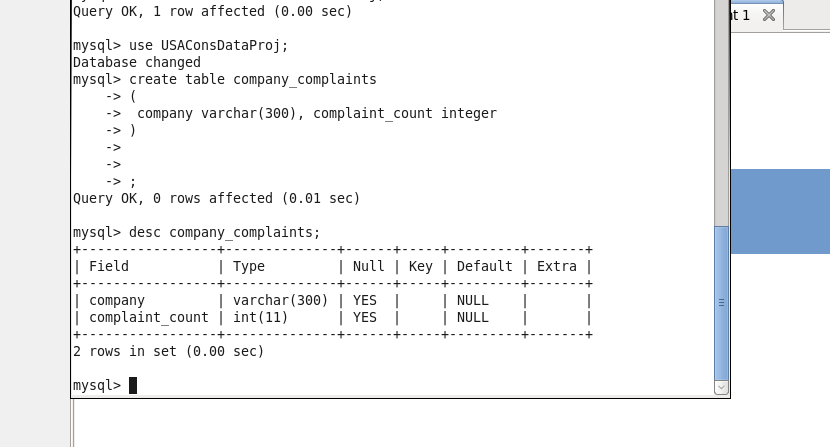 Query OK, 1 row affected (0.00 sec)
mysql> use USAConsDataProj;
Database changed
mysql> create table company_complaints
    -> (
    ->  company varchar(300), complaint_count integer
    -> )
    ->
    ->
    -> ;
Query OK, 0 rows affected (0.01 sec)
mysql> desc company_complaints;
+-----------------+--------------+------+-----+---------+-------+
| Field           | Type         | Null | Key | Default | Extra |
+-----------------+--------------+------+-----+---------+-------+
| company         | varchar(300) | YES  |     | NULL    |       |
| complaint_count | int(11)      | YES  |     | NULL    |       |
+-----------------+--------------+------+-----+---------+-------+
2 rows in set (0.00 sec)
mysql>
1